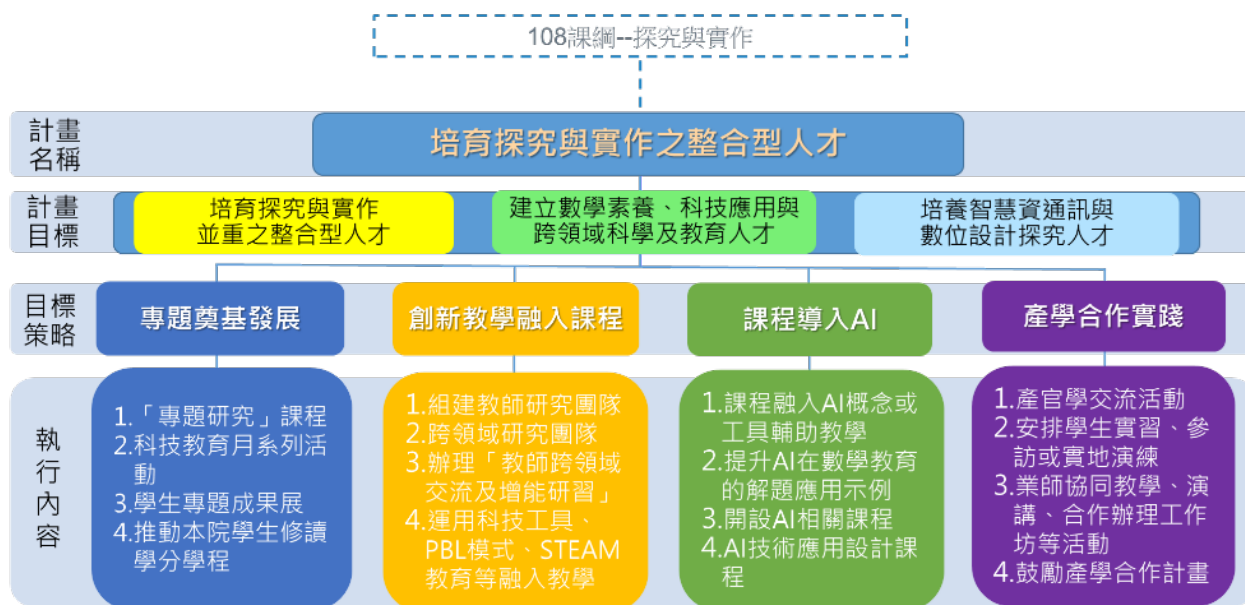 108課綱--探究與實作
計畫
名稱
培育探究與實作之整合型人才
計畫
目標
培育探究與實作
並重之整合型人才
建立數學素養、科技應用與
跨領域科學及教育人才
培養智慧資通訊與
數位設計探究人才
目標
策略
專題奠基發展
創新教學融入課程
課程導入AI
產學合作實踐
執
行
內
容
1.「專題研究」課程
2.科技教育月系列活
動
3.學生專題成果展
4.推動本院學生修讀
學分學程
1.組建教師研究團隊
2.跨領域研究團隊
3.辦理「教師跨領域
交流及增能研習」
4.運用科技工具、
PBL模式、STEAM
教育等融入教學
1.課程融入AI概念或
工具輔助教學
2.提升AI在數學教育
的解題應用示例
3.開設AI相關課程
4.AI技術應用設計課
程
1.產官學交流活動
2.安排學生實習、參
訪或實地演練
3.業師協同教學、演
講、合作辦理工作
坊等活動
4.鼓勵產學合作計畫